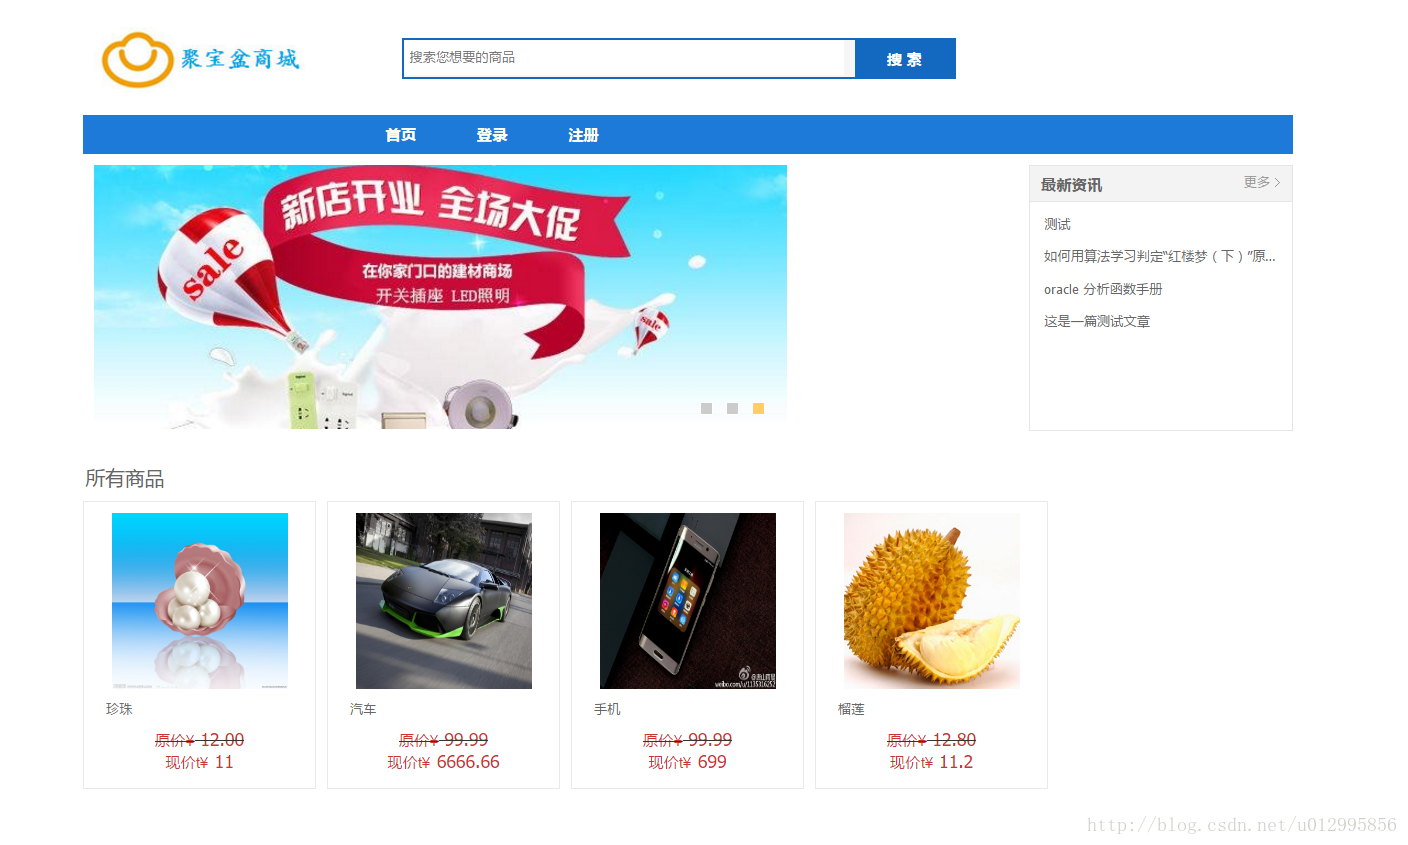 聚宝盆商城
搜索您想要的商品
搜 索
首页 登录 注册
新店开业 全场大促
sale
在你家门口的建材商场
开关插座 LED照明
sale
最新资讯
更多
测试
如何用算法学习判定“红楼梦（下）”原...
oracle 分析函数手册
这是一篇测试文章
所有商品
珍珠
原价¥ 12.00
现价t¥ 11
汽车
原价¥ 99.99
现价t¥ 6666.66
weibo.com/u/1135316252
手机
原价¥ 99.99
现价t¥ 699
榴莲
原价¥ 12.80
现价t¥ 11.2
http://blog.csdn.net/u012995856